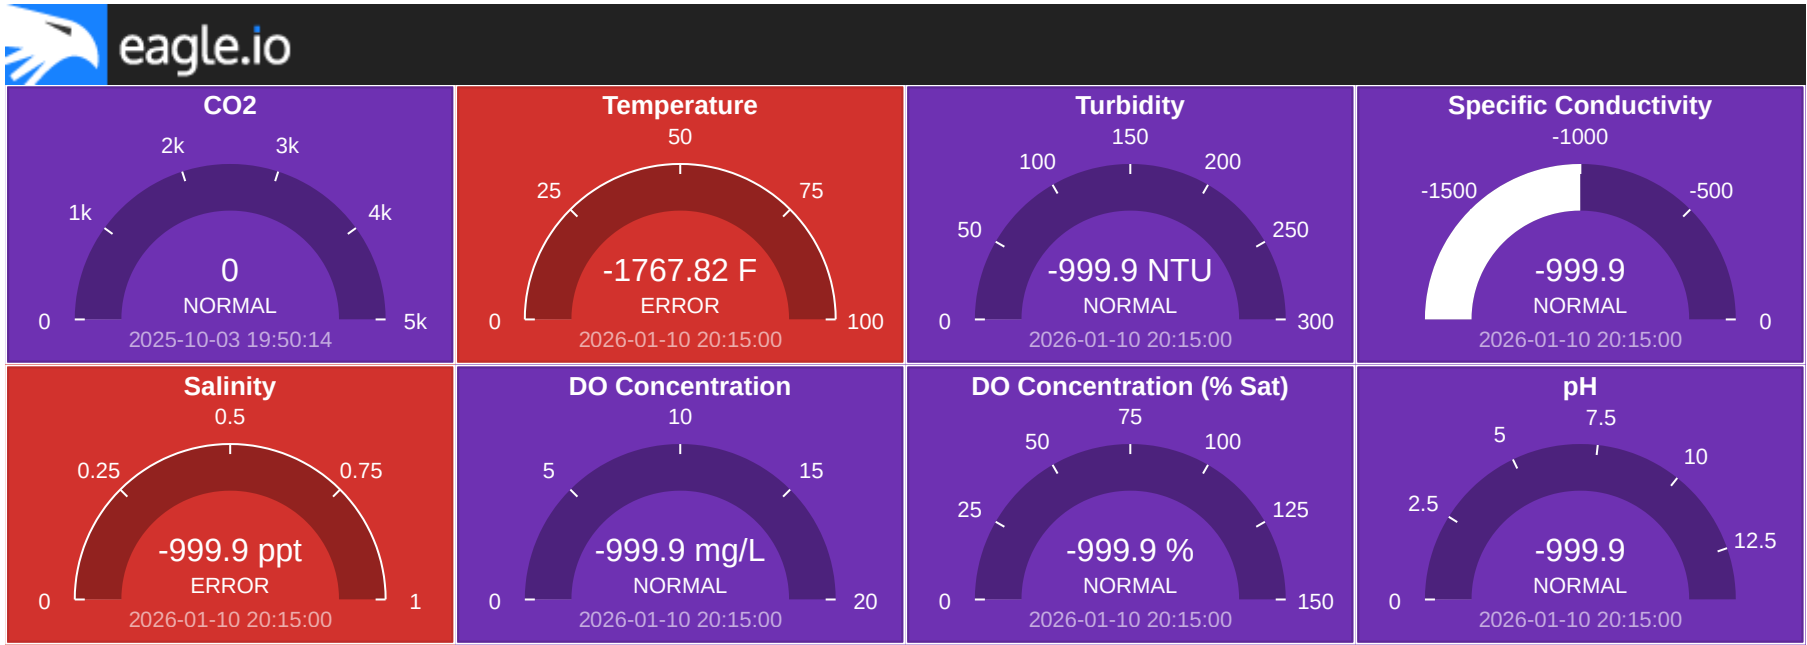 eagle.io
CO2
2k
3k
1k
4k
0
NORMAL
0
5k
2025-10-03 19:50:14
Temperature
50
25
75
-1767.82 F
ERROR
0
100
2026-01-10 20:15:00
Turbidity
150
100
200
50
250
-999.9 NTU
NORMAL
0
300
2026-01-10 20:15:00
Specific Conductivity
-1000
-1500
-500
-999.9
NORMAL
0
2026-01-10 20:15:00
Salinity
0.5
0.25
0.75
-999.9 ppt
ERROR
0
1
2026-01-10 20:15:00
DO Concentration
10
5
15
-999.9 mg/L
NORMAL
0
20
2026-01-10 20:15:00
DO Concentration (% Sat)
75
50
100
25
125
-999.9 %
NORMAL
0
150
2026-01-10 20:15:00
pH
7.5
5
10
2.5
12.5
-999.9
NORMAL
0
2026-01-10 20:15:00